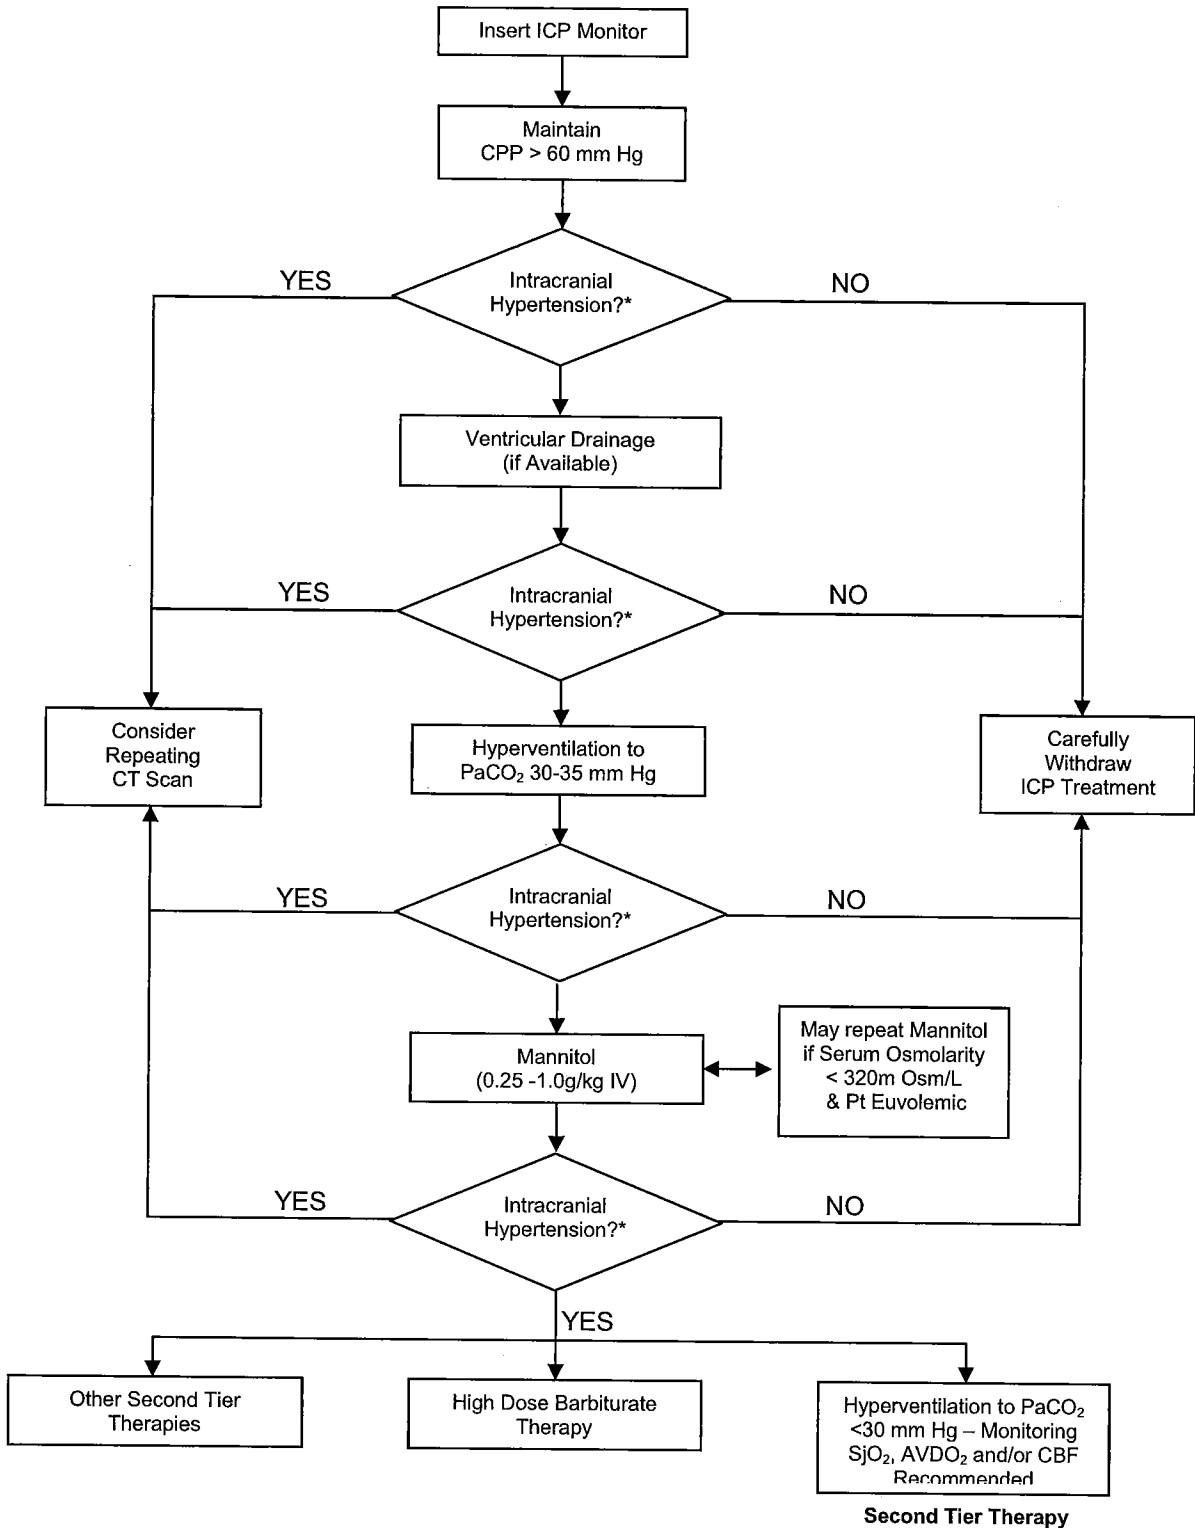 Insert ICP Monitor
Maintain
CPP > 60 mm Hg
Intracranial
Hypertension?*
YES
NO
Ventricular Drainage
(if Available)
Intracranial
Hypertension?*
YES
NO
Consider
Repeating
CT Scan
Hyperventilation to
PaCO₂ 30-35 mm Hg
Carefully
Withdraw
ICP Treatment
Intracranial
Hypertension?*
YES
NO
Mannitol
(0.25 -1.0g/kg IV)
May repeat Mannitol
if Serum Osmolarity
< 320m Osm/L
& Pt Euvolemic
Intracranial
Hypertension?*
YES
NO
YES
Other Second Tier
Therapies
High Dose Barbiturate
Therapy
Hyperventilation to PaCO₂
<30 mm Hg – Monitoring
SjO₂, AVDO₂ and/or CBF
Recommended
Second Tier Therapy